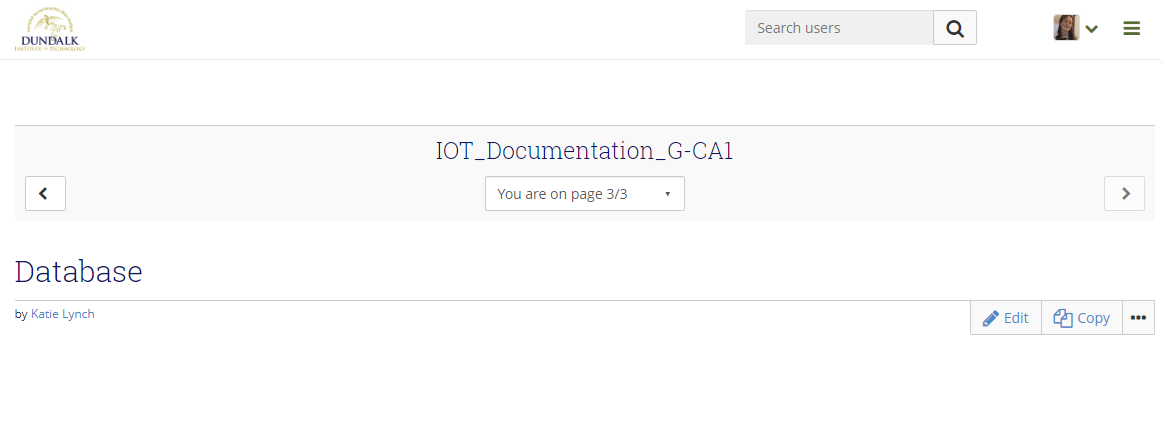 DUNDALK
INSTITUTE OF TECHNOLOGY
Search users
IOT_Documentation_G-CA1
You are on page 3/3
Database
by Katie Lynch
Edit
Copy